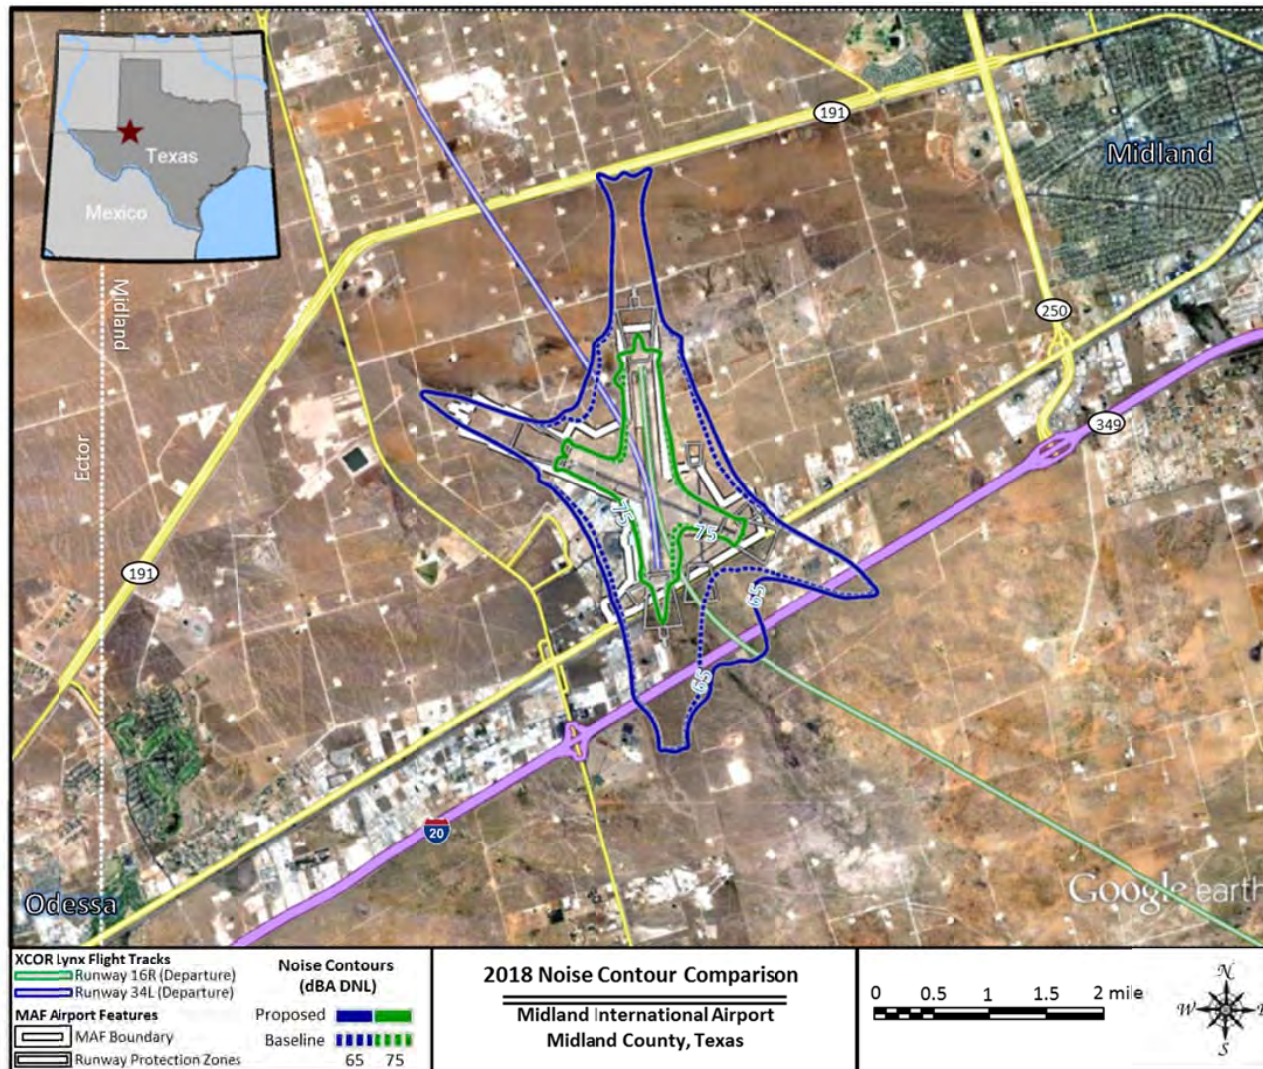 Texas
Mexico
191
Midland
Midland
Ector
250
349
75
75
191
65
65
20
Odessa
Google earth
XCOR Lynx Flight Tracks
Runway 16R (Departure)
Runway 34L (Departure)
MAF Airport Features
MAF Boundary
Runway Protection Zones
Noise Contours
(dBA DNL)
Proposed
Baseline
65 75
2018 Noise Contour Comparison
Midland International Airport
Midland County, Texas
0 0.5 1 1.5 2 mile
N
W
S